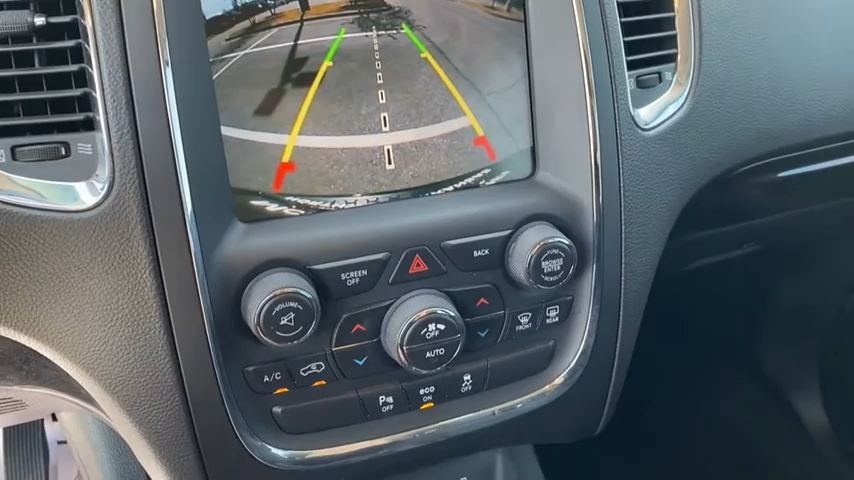 SCREEN
OFF
BACK
TUNE
BROWSE
ENTER
SCROLL
VOLUME
OFF
AUTO
FRONT
REAR
A/C
P
OFF
eco
ON
OFF